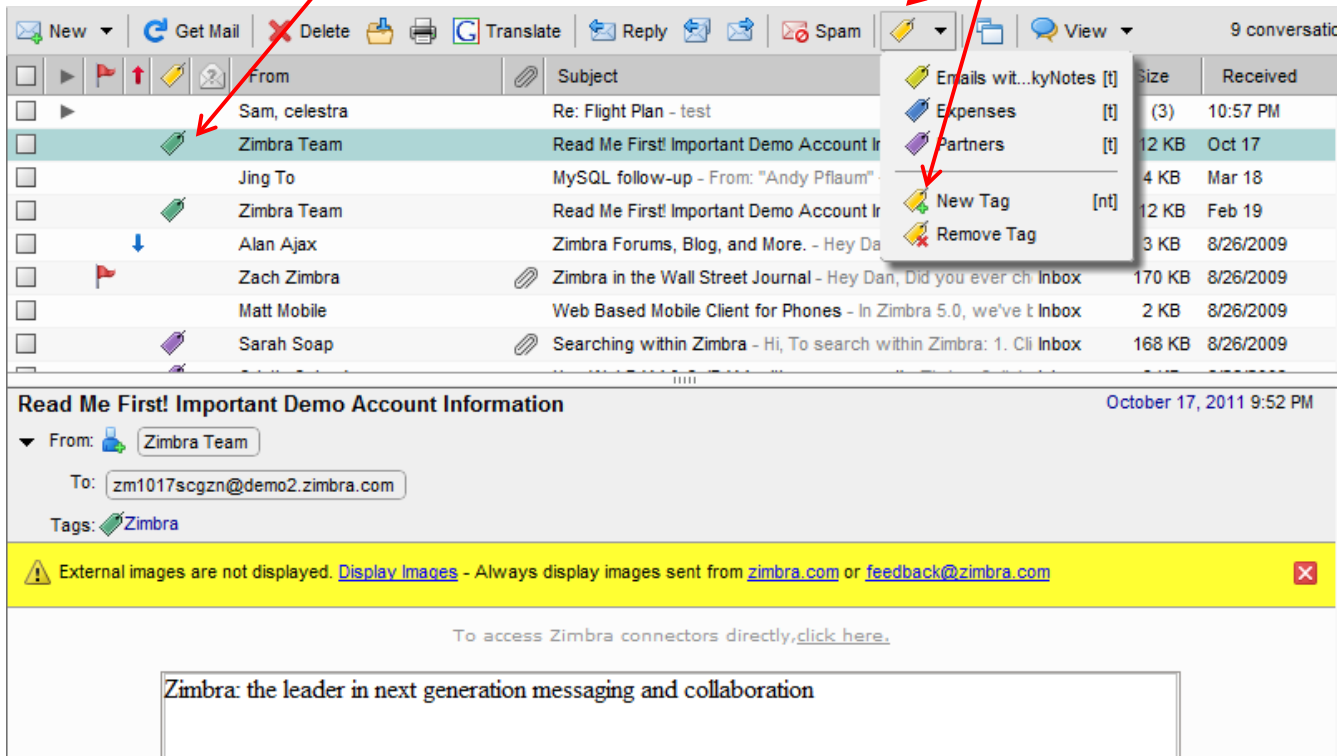 New Get Mail Delete Translate Reply Spam View 9 conversatio
From Subject Size Received
Emails wit...kyNotes [t]
Expenses [t]
Partners [t]
New Tag [nt]
Remove Tag
Sam, celestra Re: Flight Plan - test (3) 10:57 PM
Zimbra Team Read Me First! Important Demo Account In 12 KB Oct 17
Jing To MySQL follow-up - From: "Andy Pflaum" 4 KB Mar 18
Zimbra Team Read Me First! Important Demo Account In 12 KB Feb 19
Alan Ajax Zimbra Forums, Blog, and More. - Hey Da 3 KB 8/26/2009
Zach Zimbra Zimbra in the Wall Street Journal - Hey Dan, Did you ever ch Inbox 170 KB 8/26/2009
Matt Mobile Web Based Mobile Client for Phones - In Zimbra 5.0, we've b Inbox 2 KB 8/26/2009
Sarah Soap Searching within Zimbra - Hi, To search within Zimbra: 1. Cli Inbox 168 KB 8/26/2009
Read Me First! Important Demo Account Information October 17, 2011 9:52 PM
From: Zimbra Team
To: zm1017scgzn@demo2.zimbra.com
Tags: Zimbra
External images are not displayed. Display Images - Always display images sent from zimbra.com or feedback@zimbra.com
To access Zimbra connectors directly,click here.
Zimbra: the leader in next generation messaging and collaboration